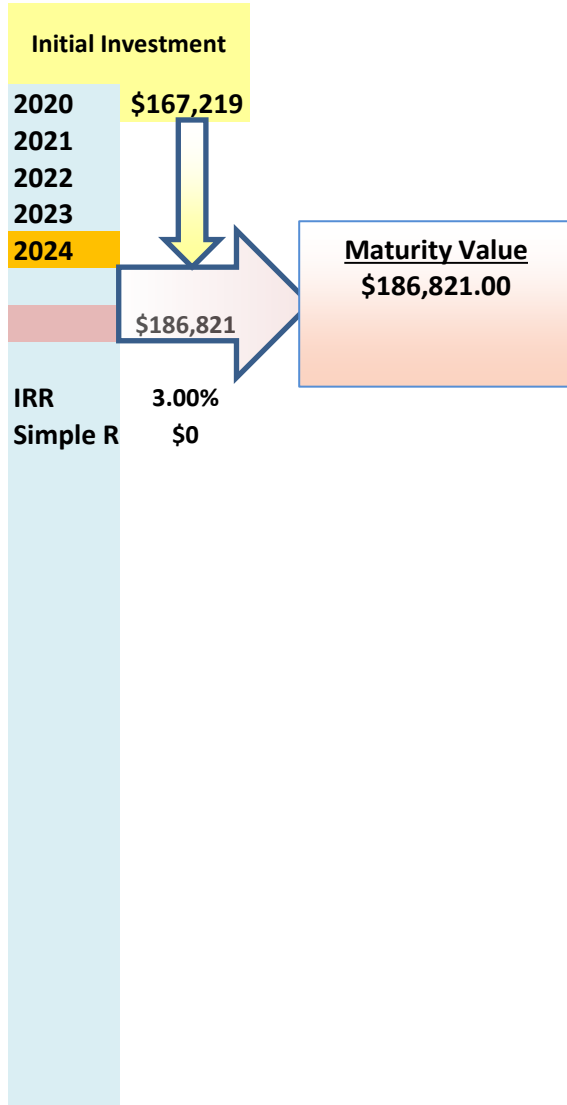 Initial Investment
2020 $167,219
2021
2022
2023
2024
Maturity Value
$186,821.00
$186,821
IRR 3.00%
Simple R $0